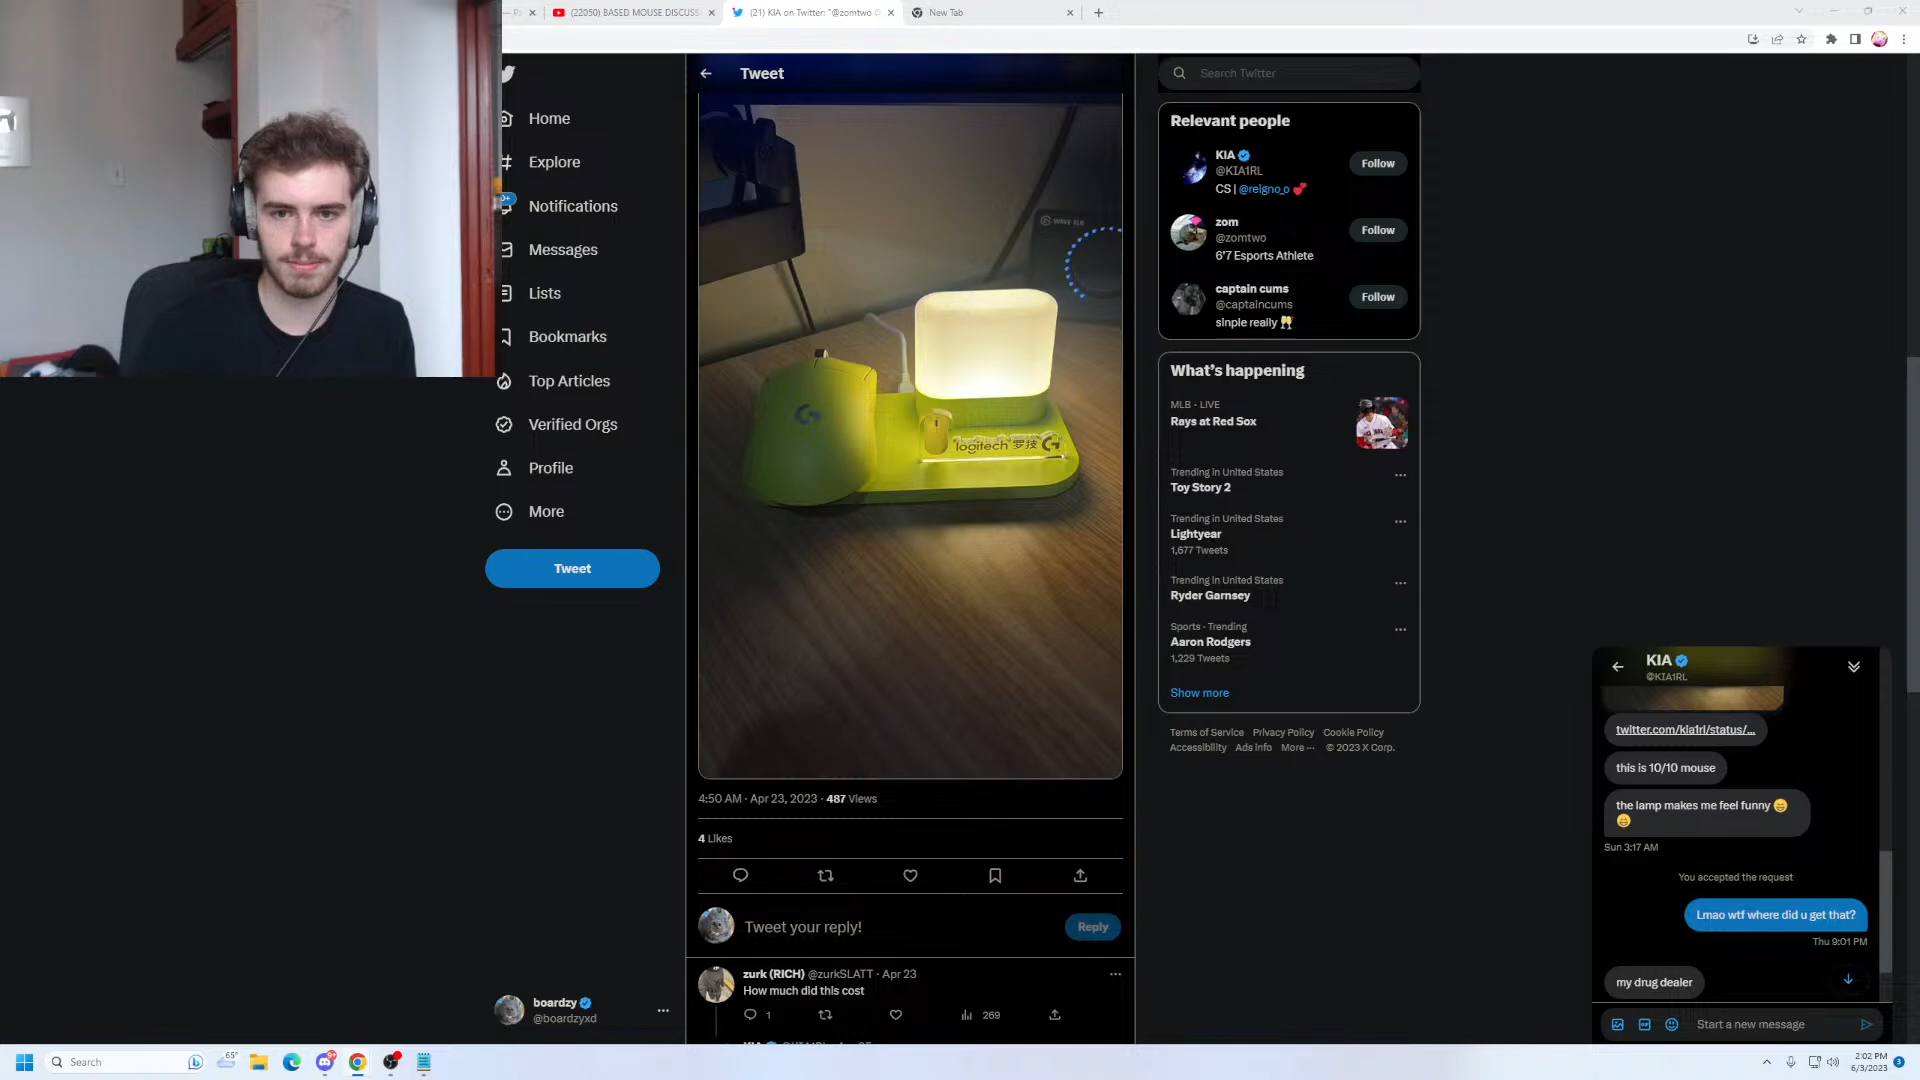 (22050) BASED MOUSE DISCUSS
(21) KIA on Twitter: "@zomtwo
New Tab
Tweet
Search Twitter
Home
Explore
Notifications
Messages
Lists
Bookmarks
Top Articles
Verified Orgs
Profile
More
Tweet
boardzy
@boardzyxd
logitech 罗技 G
4:50 AM · Apr 23, 2023 · 487 Views
4 Likes
Tweet your reply!
Reply
zurk (RICH) @zurkSLATT · Apr 23
How much did this cost
1
269
Relevant people
KIA
@KIA1RL
CS | @reigno_o 💕
Follow
zom
@zomtwo
6'7 Esports Athlete
Follow
captain cums
@captaincums
sinple really 🥂
Follow
What's happening
MLB · LIVE
Rays at Red Sox
Trending in United States
Toy Story 2
Trending in United States
Lightyear
1,677 Tweets
Trending in United States
Ryder Garnsey
Sports · Trending
Aaron Rodgers
1,229 Tweets
Show more
Terms of Service Privacy Policy Cookie Policy
Accessibility Ads info More ··· © 2023 X Corp.
KIA
@KIA1RL
twitter.com/kia1rl/status/...
this is 10/10 mouse
the lamp makes me feel funny 😁
😁
Sun 3:17 AM
You accepted the request
Lmao wtf where did u get that?
Thu 9:01 PM
my drug dealer
Start a new message
Search
65°
2:02 PM
6/3/2023
3